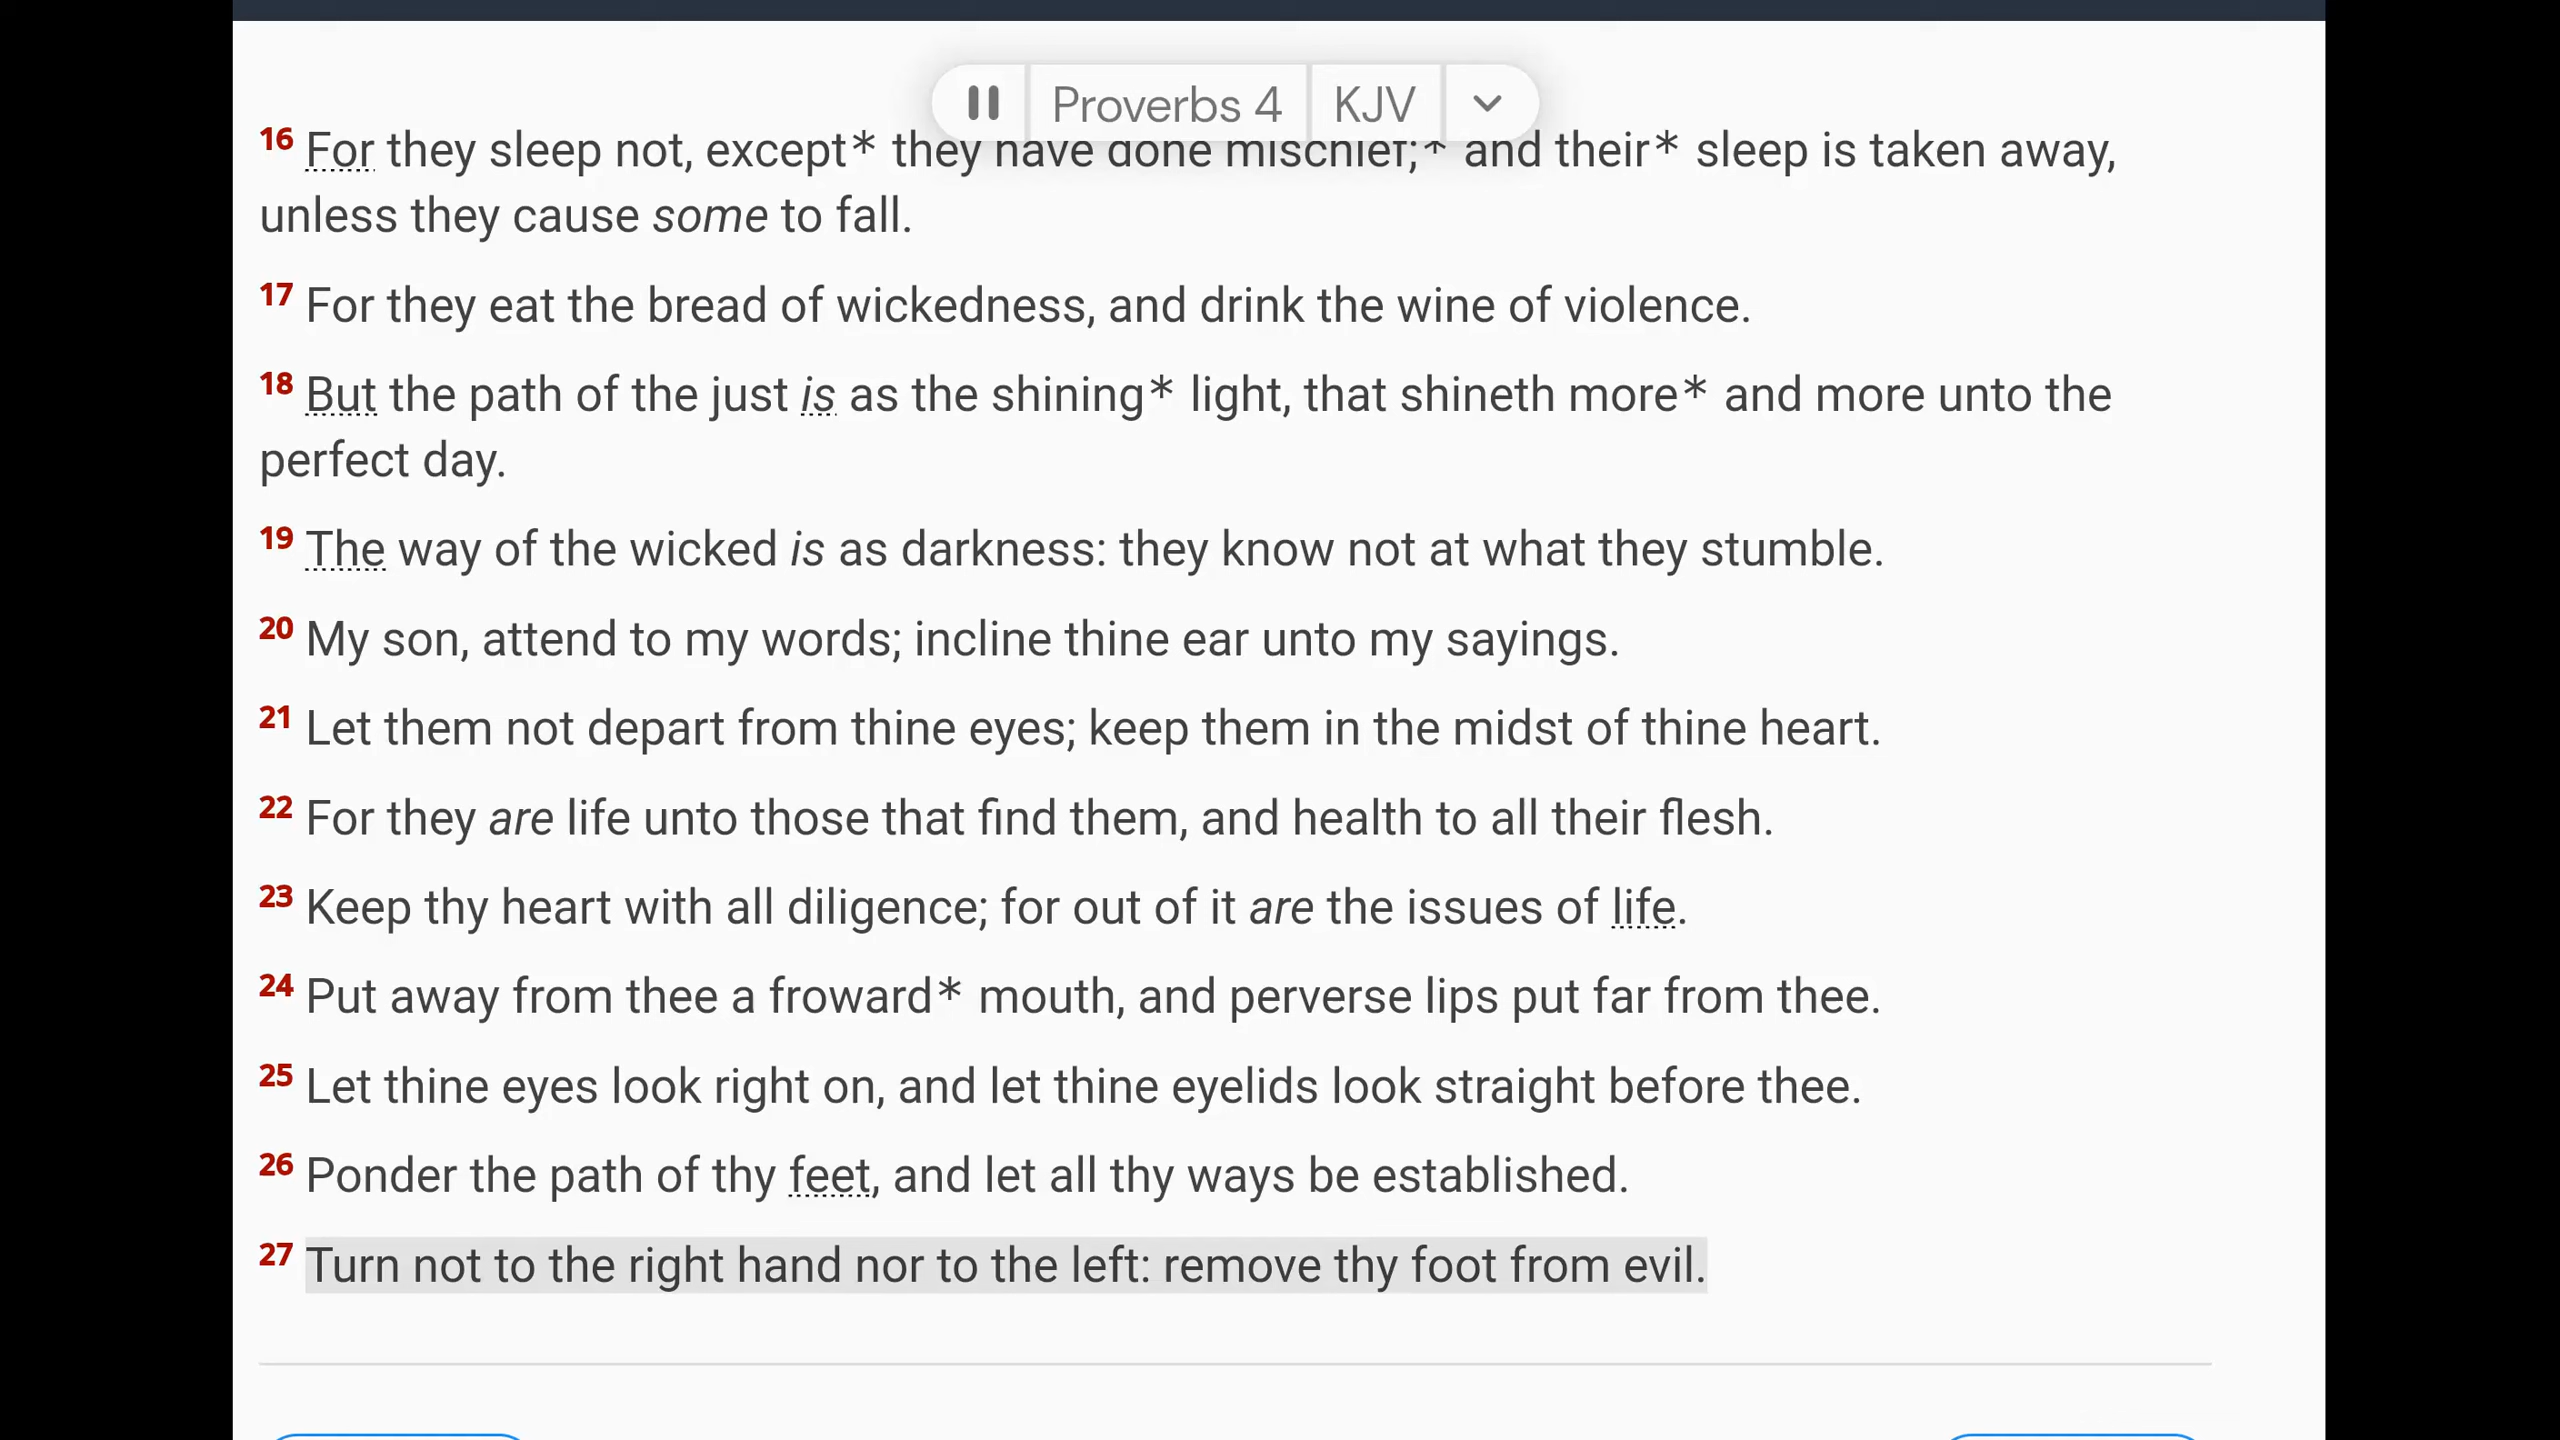 Proverbs 4 KJV
16 For they sleep not, except* they have done mischief;* and their* sleep is taken away,
unless they cause some to fall.
17 For they eat the bread of wickedness, and drink the wine of violence.
18 But the path of the just is as the shining* light, that shineth more* and more unto the
perfect day.
19 The way of the wicked is as darkness: they know not at what they stumble.
20 My son, attend to my words; incline thine ear unto my sayings.
21 Let them not depart from thine eyes; keep them in the midst of thine heart.
22 For they are life unto those that find them, and health to all their flesh.
23 Keep thy heart with all diligence; for out of it are the issues of life.
24 Put away from thee a froward* mouth, and perverse lips put far from thee.
25 Let thine eyes look right on, and let thine eyelids look straight before thee.
26 Ponder the path of thy feet, and let all thy ways be established.
27 Turn not to the right hand nor to the left: remove thy foot from evil.